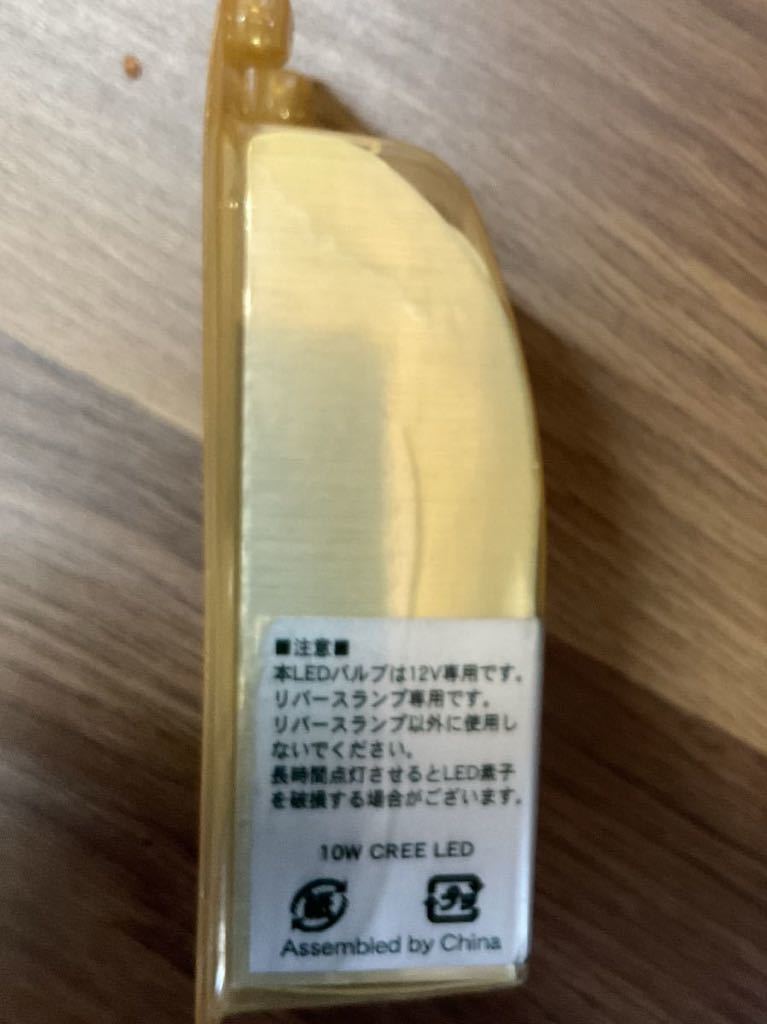 ■注意■
本LEDバルブは12V専用です。
リバースランプ専用です。
リバースランプ以外に使用し
ないでください。
長時間点灯させるとLED素子
を破損する場合がございます。
10W CREE LED
紙 プラ
Assembled by China